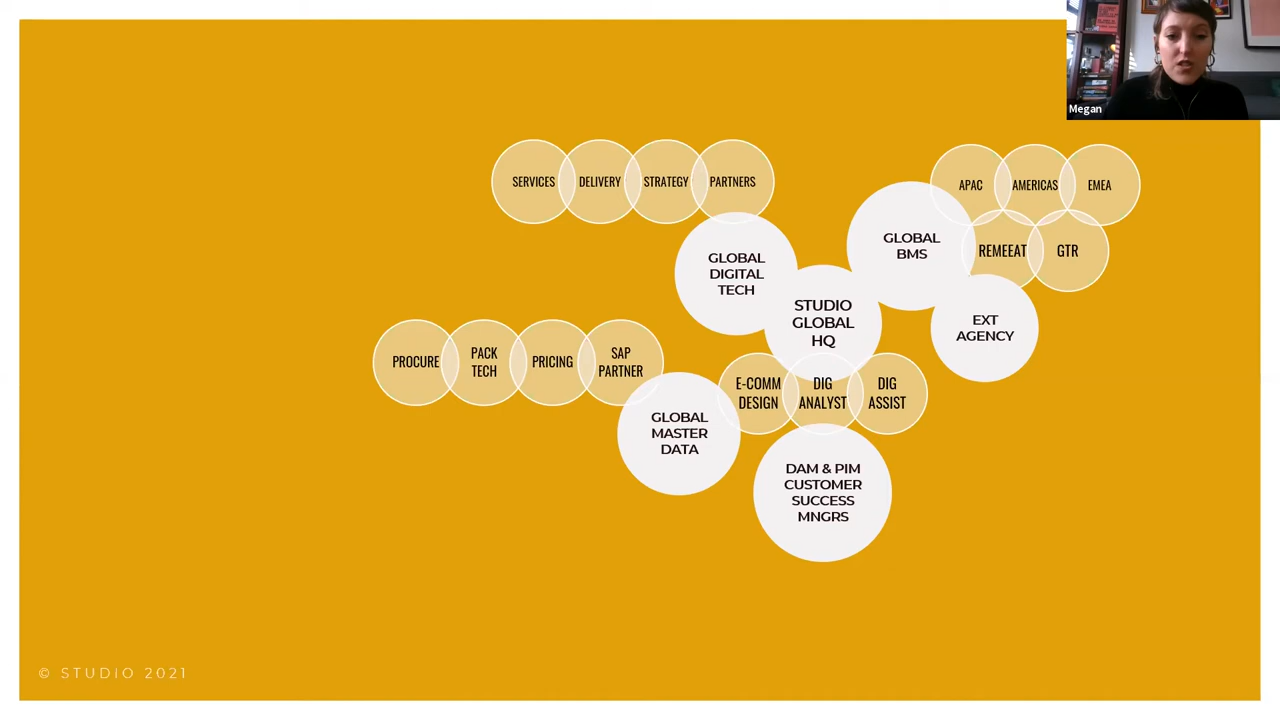 Megan
SERVICES
DELIVERY
STRATEGY
PARTNERS
APAC
AMERICAS
EMEA
GLOBAL
BMS
REMEEAT
GTR
GLOBAL
DIGITAL
TECH
STUDIO
GLOBAL
HQ
EXT
AGENCY
PROCURE
PACK
TECH
PRICING
SAP
PARTNER
E-COMM
DESIGN
DIG
ANALYST
DIG
ASSIST
GLOBAL
MASTER
DATA
DAM & PIM
CUSTOMER
SUCCESS
MNGRS
© STUDIO 2021